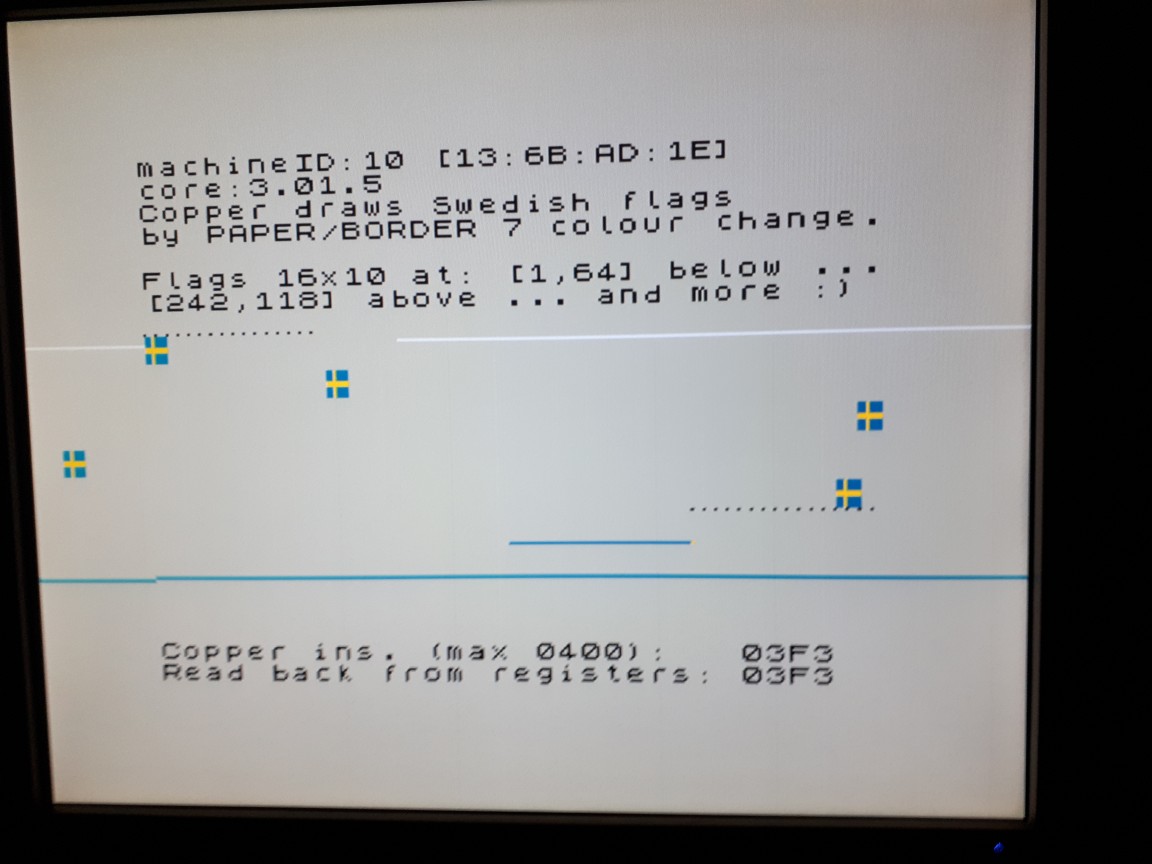 machineID:10 [13:6B:AD:1E]
core:3.01.5
Copper draws Swedish flags
by PAPER/BORDER 7 colour change.
Flags 16x10 at: [1,64] below ...
[242,118] above ... and more :)
...............
................
Copper ins. (max 0400): 03F3
Read back from registers: 03F3